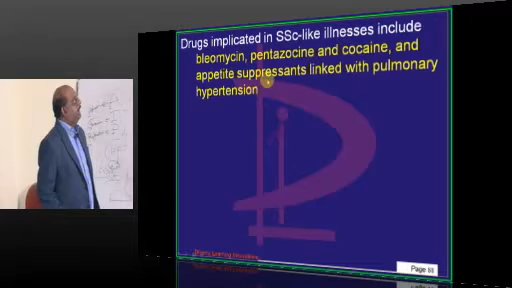 Drugs implicated in SSc-like illnesses include
bleomycin, pentazocine and cocaine, and
appetite suppressants linked with pulmonary
hypertension
Page